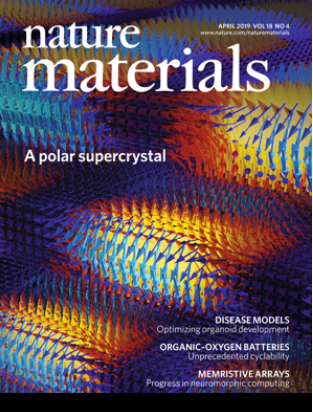 nature
materials
APRIL 2019 VOL 18 NO 4
www.nature.com/naturematerials
A polar supercrystal
DISEASE MODELS
Optimizing organoid development
ORGANIC–OXYGEN BATTERIES
Unprecedented cyclability
MEMRISTIVE ARRAYS
Progress in neuromorphic computing